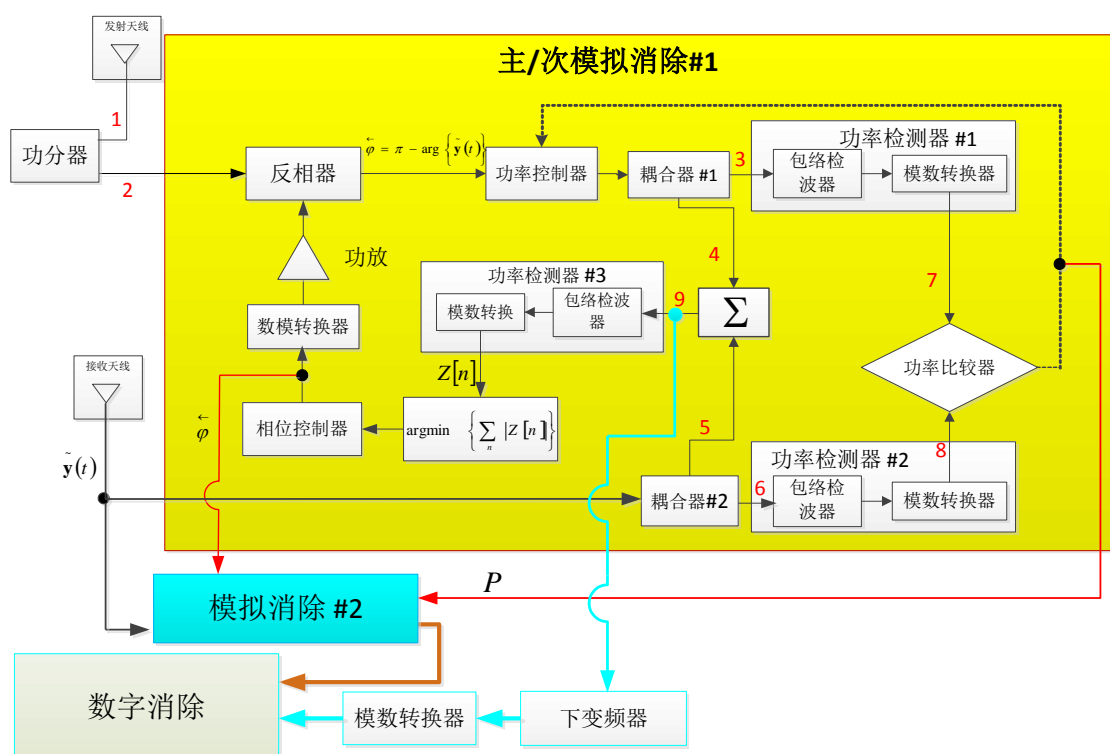 发射天线
主/次模拟消除#1
1
功分器
2
反相器
φ⃖ = π − arg {ỹ(t)}
功率控制器
耦合器 #1
3
功率检测器 #1
包络检
波器
模数转换器
功放
4
7
功率检测器 #3
模数转换
包络检波
器
9
Σ
数模转换器
功率比较器
接收天线
Z[n]
相位控制器
argmin {∑ₙ |Z[n]|}
φ⃖
5
8
ỹ(t)
功率检测器 #2
耦合器#2
6
包络检
波器
模数转换器
模拟消除 #2
P
数字消除
模数转换器
下变频器